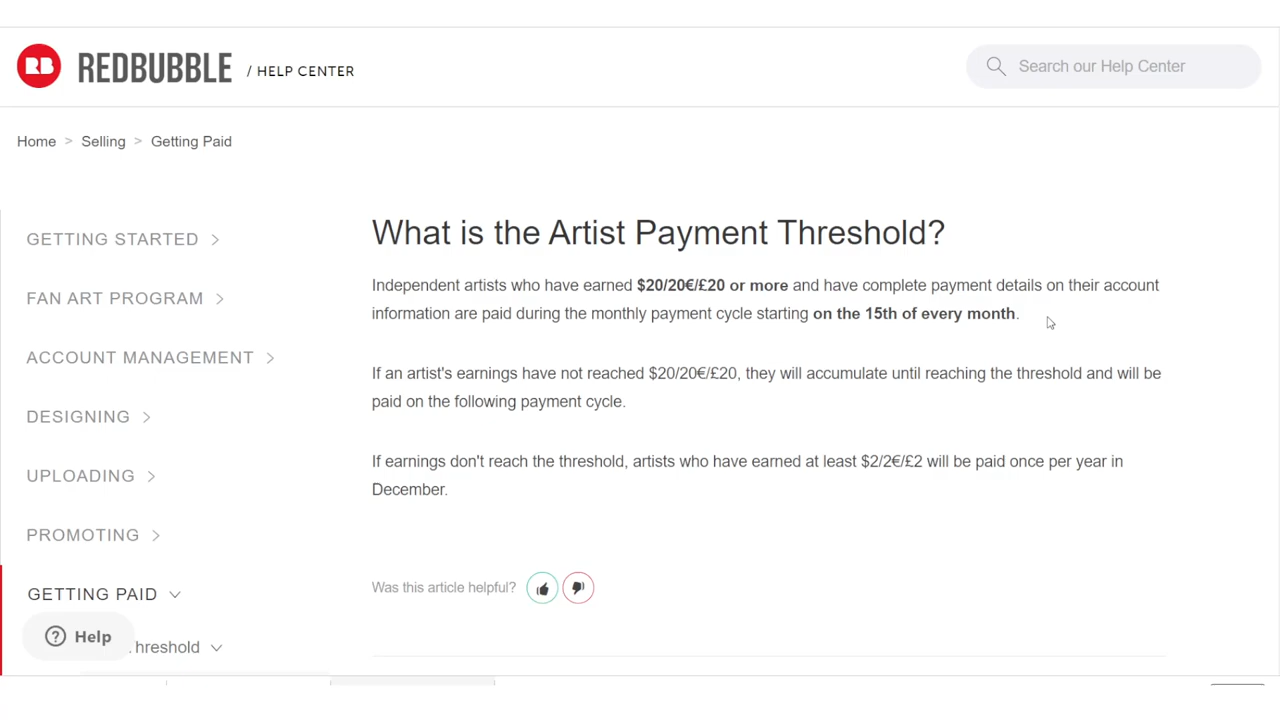 RB REDBUBBLE / HELP CENTER
Search our Help Center
Home > Selling > Getting Paid
GETTING STARTED >
FAN ART PROGRAM >
ACCOUNT MANAGEMENT >
DESIGNING >
UPLOADING >
PROMOTING >
GETTING PAID
Help
hreshold
What is the Artist Payment Threshold?
Independent artists who have earned $20/20€/£20 or more and have complete payment details on their account
information are paid during the monthly payment cycle starting on the 15th of every month.
If an artist's earnings have not reached $20/20€/£20, they will accumulate until reaching the threshold and will be
paid on the following payment cycle.
If earnings don't reach the threshold, artists who have earned at least $2/2€/£2 will be paid once per year in
December.
Was this article helpful?